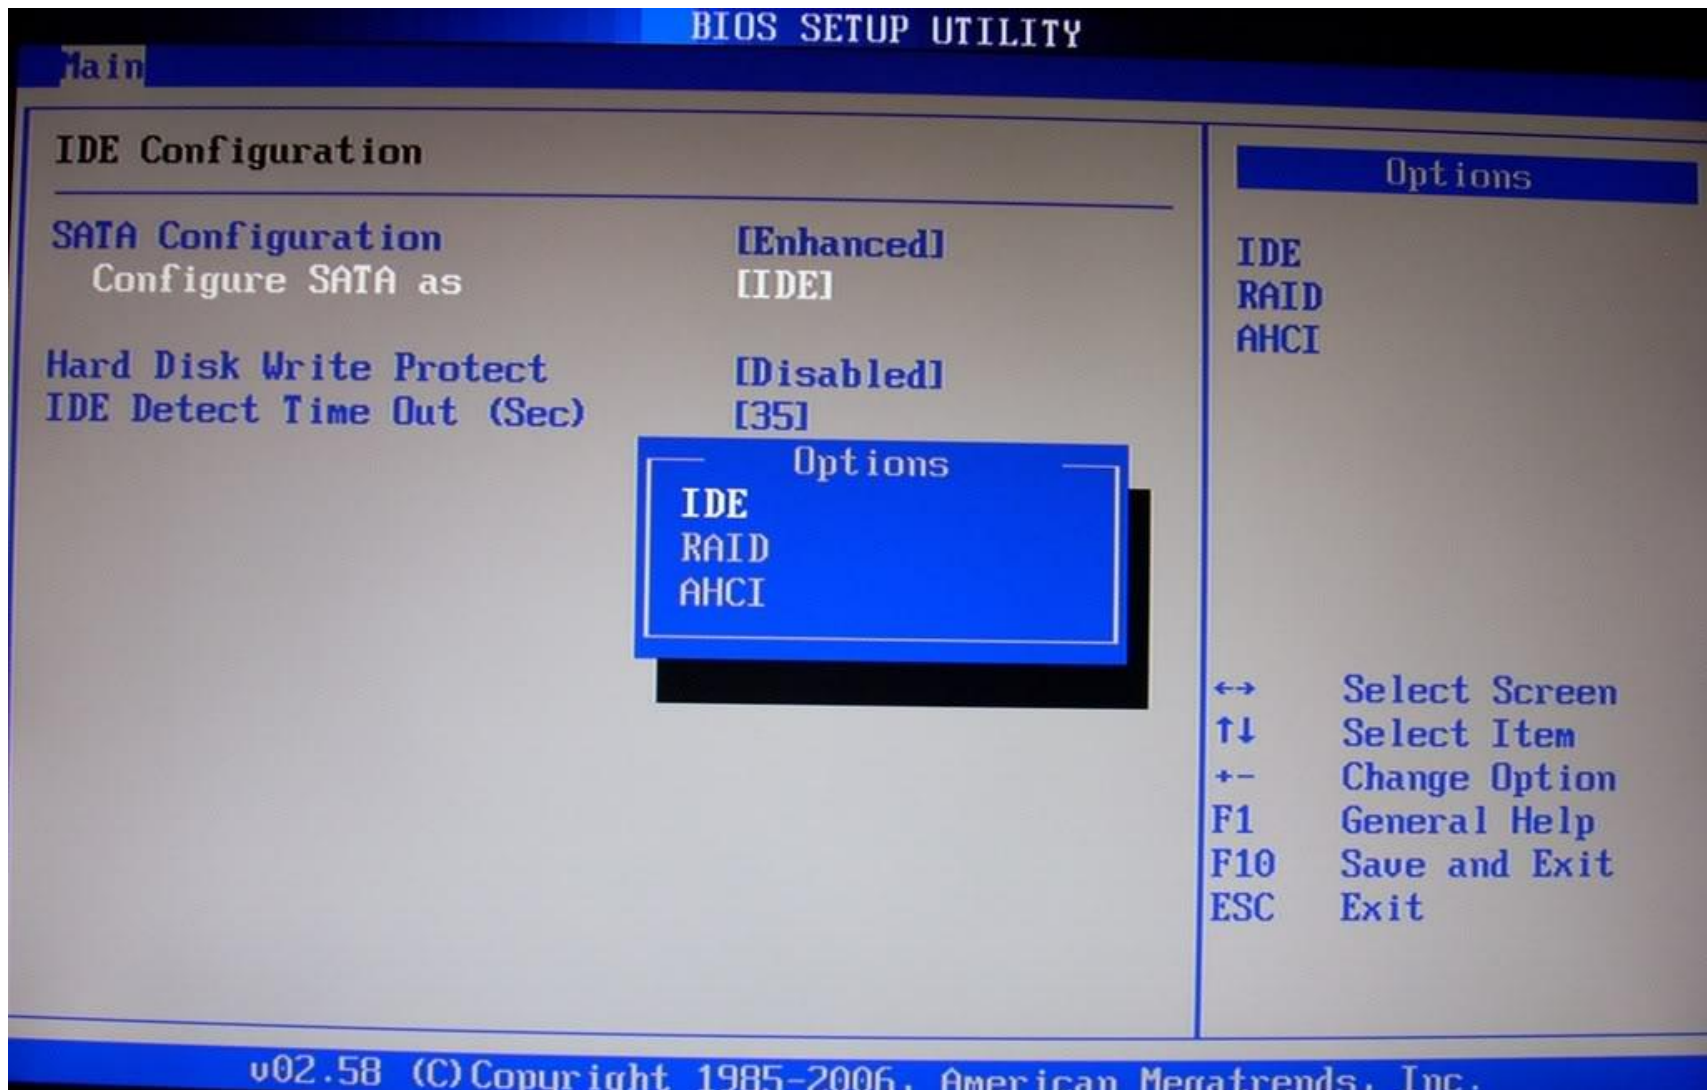 BIOS SETUP UTILITY
Main
IDE Configuration
SATA Configuration [Enhanced]
Configure SATA as [IDE]
Hard Disk Write Protect [Disabled]
IDE Detect Time Out (Sec) [35]
Options
IDE
RAID
AHCI
Options
IDE
RAID
AHCI
←→ Select Screen
↑↓ Select Item
+- Change Option
F1 General Help
F10 Save and Exit
ESC Exit
v02.58 (C)Copyright 1985-2006, American Megatrends, Inc.